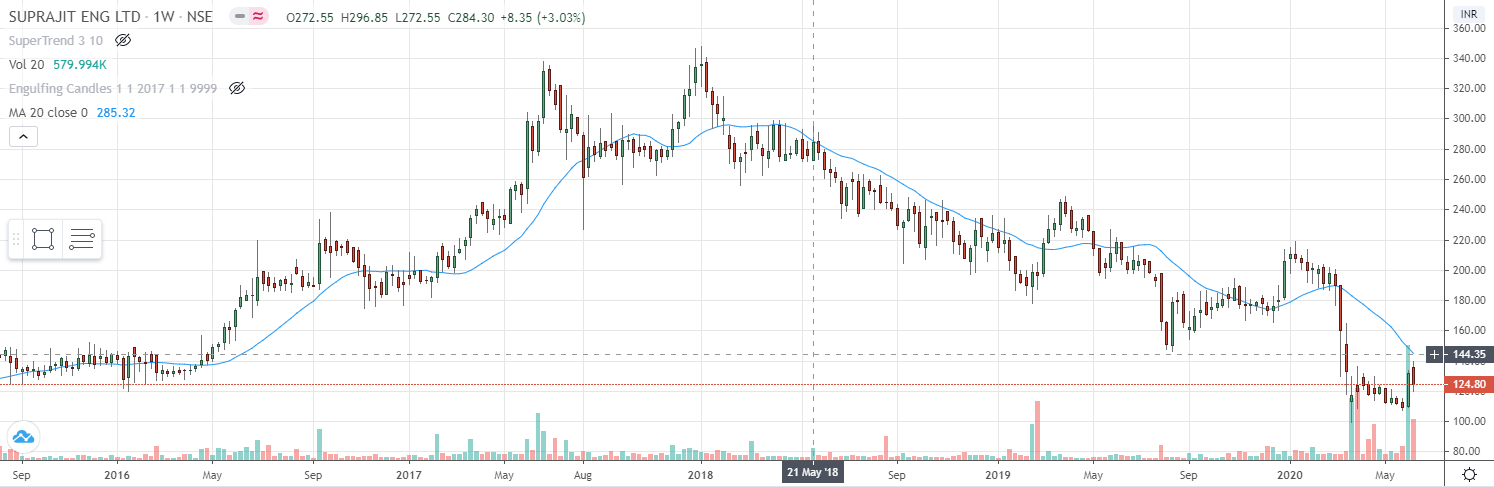 SUPRAJIT ENG LTD · 1W · NSE O272.55 H296.85 L272.55 C284.30 +8.35 (+3.03%)
SuperTrend 3 10
Vol 20 579.994K
Engulfing Candles 1 1 2017 1 1 9999
MA 20 close 0 285.32
INR
360.00
340.00
320.00
300.00
280.00
260.00
240.00
220.00
200.00
180.00
160.00
144.35
124.80
100.00
80.00
Sep 2016 May Sep 2017 May Aug 2018 21 May '18 Sep 2019 May Sep 2020 May